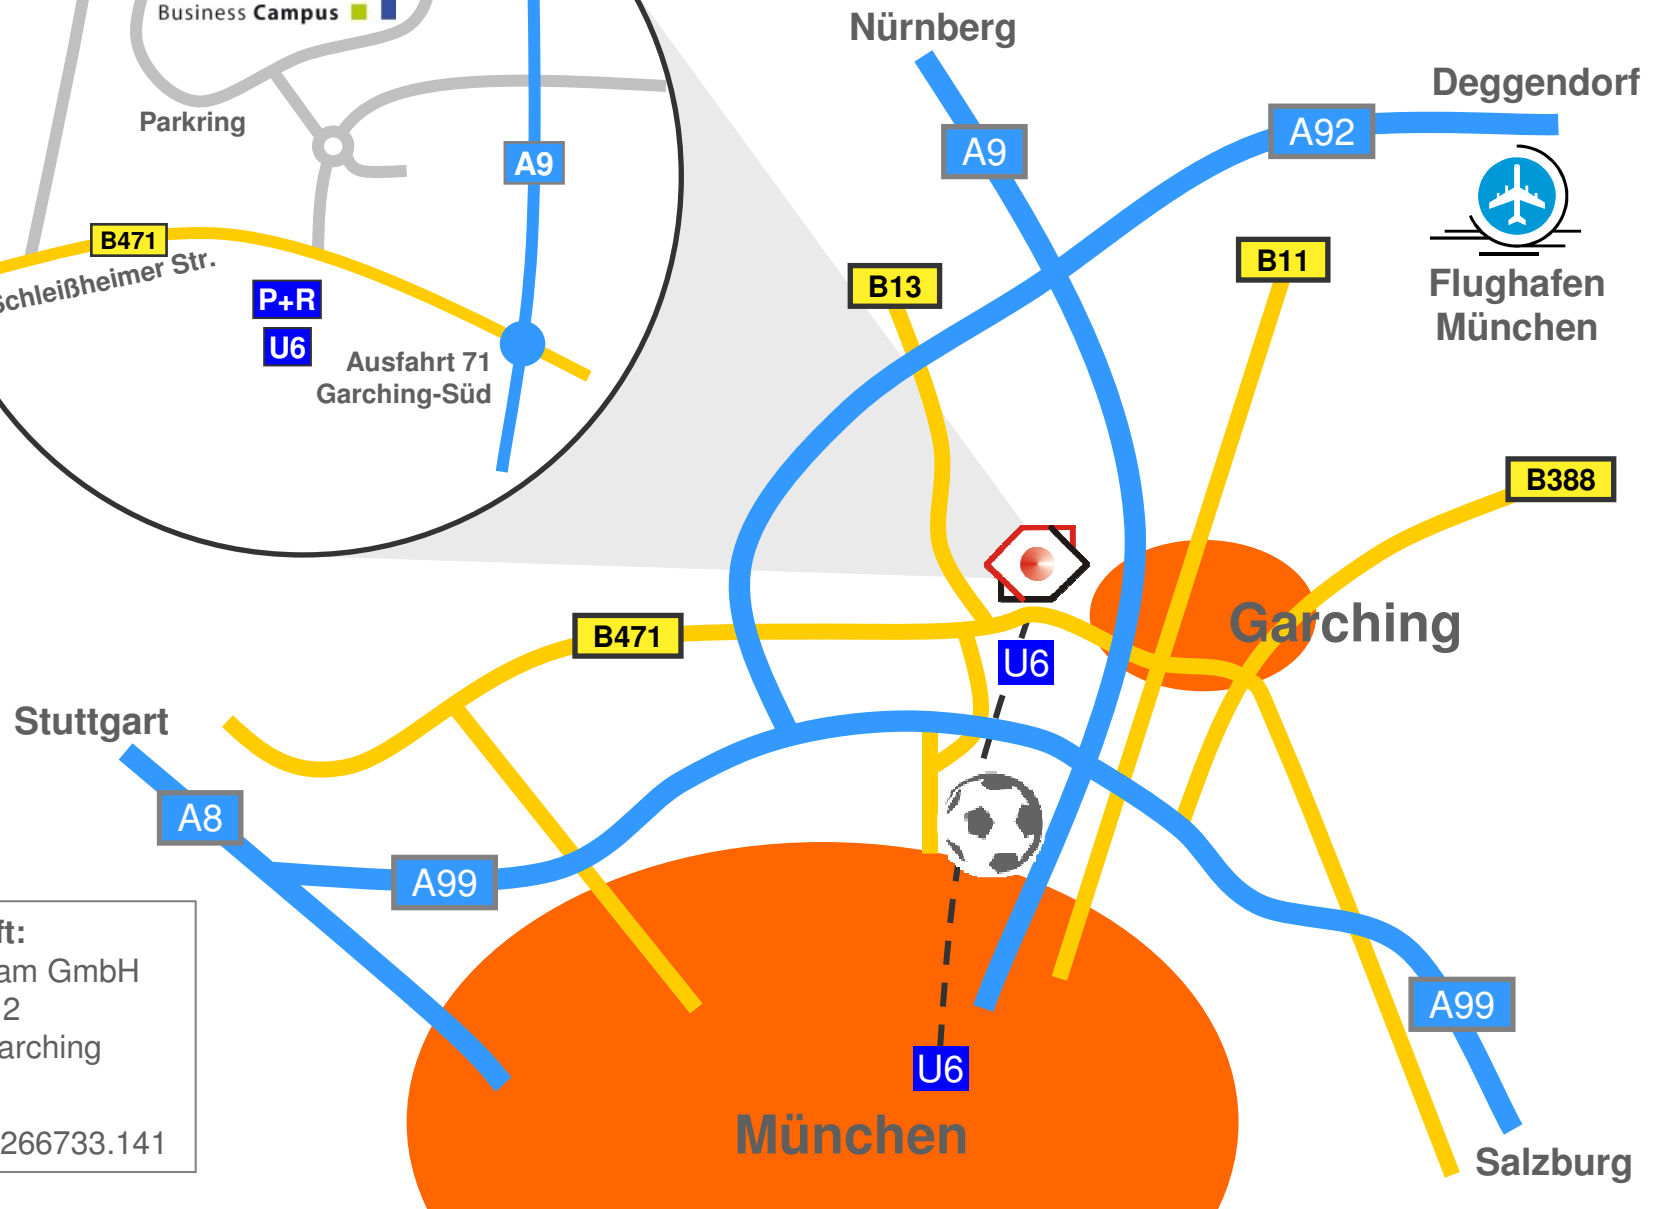 Business Campus
Nürnberg
Deggendorf
A92
Parkring
A9
A9
B471
Schleißheimer Str.
P+R
U6
Ausfahrt 71
Garching-Süd
B13
B11
Flughafen
München
B388
Garching
B471
U6
Stuttgart
A8
A99
ft:
am GmbH
2
arching
266733.141
A99
U6
München
Salzburg